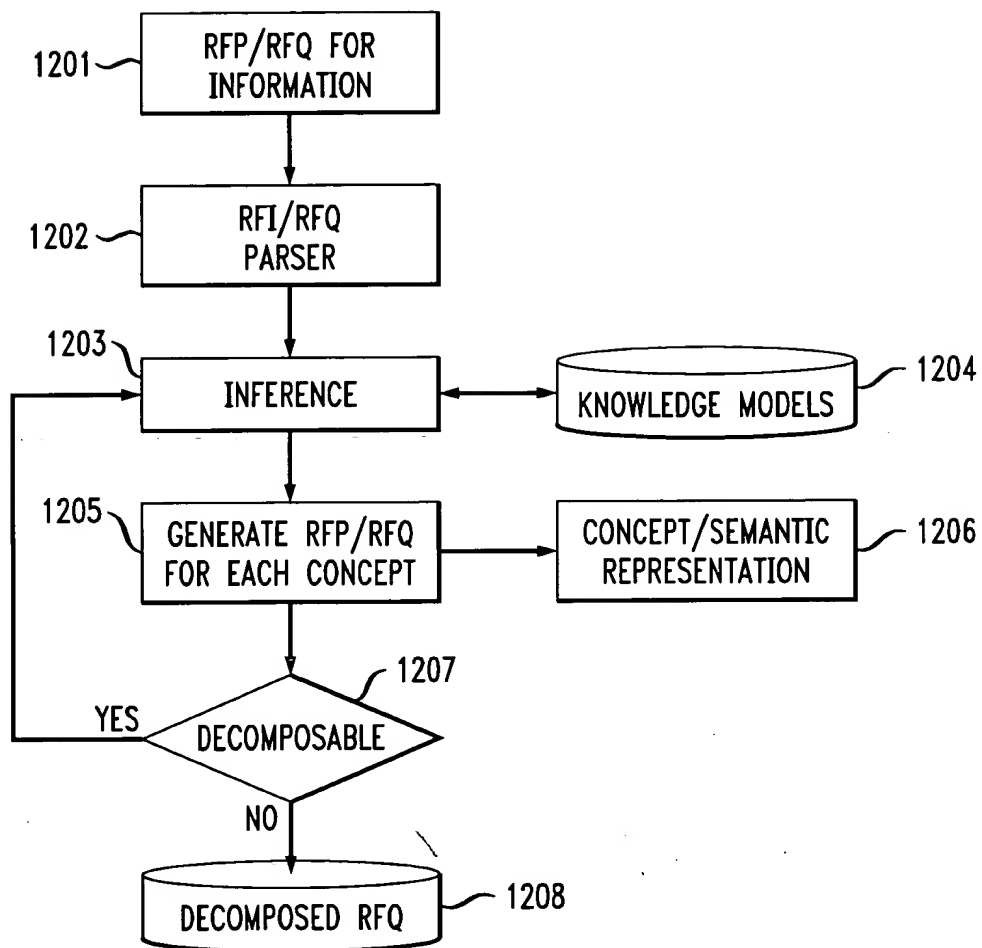 1201
RFP/RFQ FOR
INFORMATION
1202
RFI/RFQ
PARSER
1203
INFERENCE
KNOWLEDGE MODELS
1204
1205
GENERATE RFP/RFQ
FOR EACH CONCEPT
CONCEPT/SEMANTIC
REPRESENTATION
1206
1207
YES
DECOMPOSABLE
NO
DECOMPOSED RFQ
1208